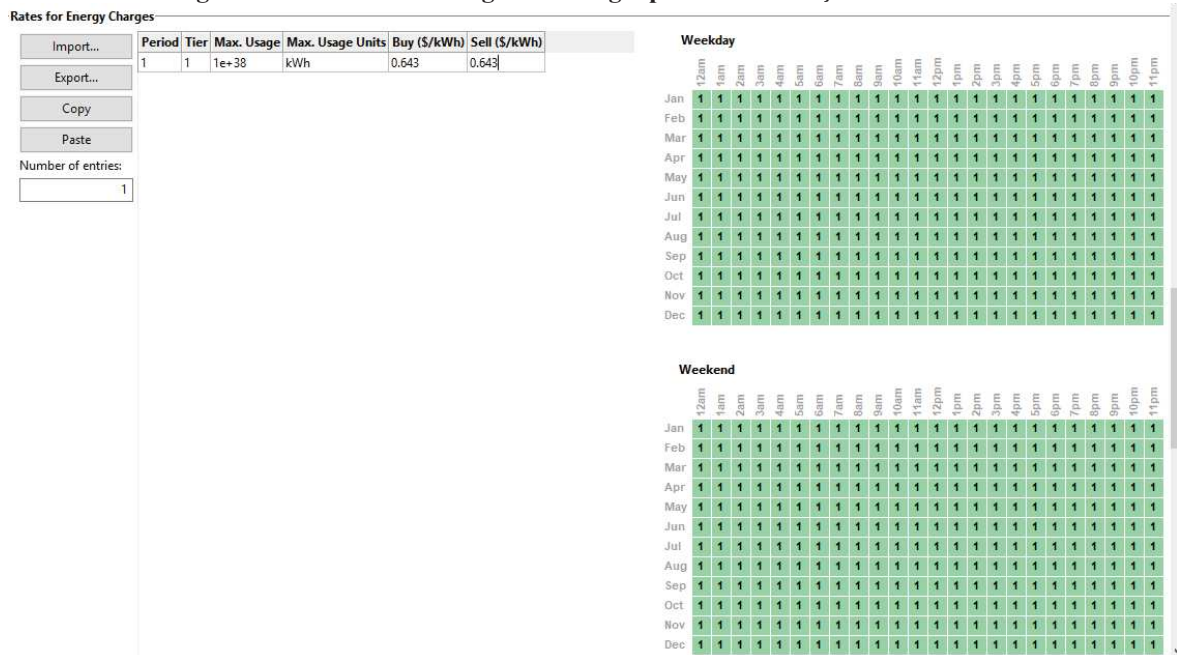 Rates for Energy Charges
Import...
Export...
Copy
Paste
Number of entries:
1
Period Tier Max. Usage Max. Usage Units Buy ($/kWh) Sell ($/kWh)
1 1 1e+38 kWh 0.643 0.643
Weekday
12am 1am 2am 3am 4am 5am 6am 7am 8am 9am 10am 11am 12pm 1pm 2pm 3pm 4pm 5pm 6pm 7pm 8pm 9pm 10pm 11pm
Jan 1 1 1 1 1 1 1 1 1 1 1 1 1 1 1 1 1 1 1 1 1 1 1 1
Feb 1 1 1 1 1 1 1 1 1 1 1 1 1 1 1 1 1 1 1 1 1 1 1 1
Mar 1 1 1 1 1 1 1 1 1 1 1 1 1 1 1 1 1 1 1 1 1 1 1 1
Apr 1 1 1 1 1 1 1 1 1 1 1 1 1 1 1 1 1 1 1 1 1 1 1 1
May 1 1 1 1 1 1 1 1 1 1 1 1 1 1 1 1 1 1 1 1 1 1 1 1
Jun 1 1 1 1 1 1 1 1 1 1 1 1 1 1 1 1 1 1 1 1 1 1 1 1
Jul 1 1 1 1 1 1 1 1 1 1 1 1 1 1 1 1 1 1 1 1 1 1 1 1
Aug 1 1 1 1 1 1 1 1 1 1 1 1 1 1 1 1 1 1 1 1 1 1 1 1
Sep 1 1 1 1 1 1 1 1 1 1 1 1 1 1 1 1 1 1 1 1 1 1 1 1
Oct 1 1 1 1 1 1 1 1 1 1 1 1 1 1 1 1 1 1 1 1 1 1 1 1
Nov 1 1 1 1 1 1 1 1 1 1 1 1 1 1 1 1 1 1 1 1 1 1 1 1
Dec 1 1 1 1 1 1 1 1 1 1 1 1 1 1 1 1 1 1 1 1 1 1 1 1
Weekend
12am 1am 2am 3am 4am 5am 6am 7am 8am 9am 10am 11am 12pm 1pm 2pm 3pm 4pm 5pm 6pm 7pm 8pm 9pm 10pm 11pm
Jan 1 1 1 1 1 1 1 1 1 1 1 1 1 1 1 1 1 1 1 1 1 1 1 1
Feb 1 1 1 1 1 1 1 1 1 1 1 1 1 1 1 1 1 1 1 1 1 1 1 1
Mar 1 1 1 1 1 1 1 1 1 1 1 1 1 1 1 1 1 1 1 1 1 1 1 1
Apr 1 1 1 1 1 1 1 1 1 1 1 1 1 1 1 1 1 1 1 1 1 1 1 1
May 1 1 1 1 1 1 1 1 1 1 1 1 1 1 1 1 1 1 1 1 1 1 1 1
Jun 1 1 1 1 1 1 1 1 1 1 1 1 1 1 1 1 1 1 1 1 1 1 1 1
Jul 1 1 1 1 1 1 1 1 1 1 1 1 1 1 1 1 1 1 1 1 1 1 1 1
Aug 1 1 1 1 1 1 1 1 1 1 1 1 1 1 1 1 1 1 1 1 1 1 1 1
Sep 1 1 1 1 1 1 1 1 1 1 1 1 1 1 1 1 1 1 1 1 1 1 1 1
Oct 1 1 1 1 1 1 1 1 1 1 1 1 1 1 1 1 1 1 1 1 1 1 1 1
Nov 1 1 1 1 1 1 1 1 1 1 1 1 1 1 1 1 1 1 1 1 1 1 1 1
Dec 1 1 1 1 1 1 1 1 1 1 1 1 1 1 1 1 1 1 1 1 1 1 1 1